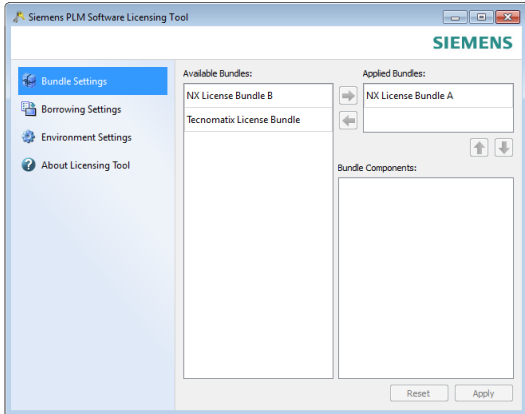 Siemens PLM Software Licensing Tool
SIEMENS
Bundle Settings
Borrowing Settings
Environment Settings
About Licensing Tool
Available Bundles:
NX License Bundle B
Tecnomatix License Bundle
Applied Bundles:
NX License Bundle A
Bundle Components:
Reset
Apply